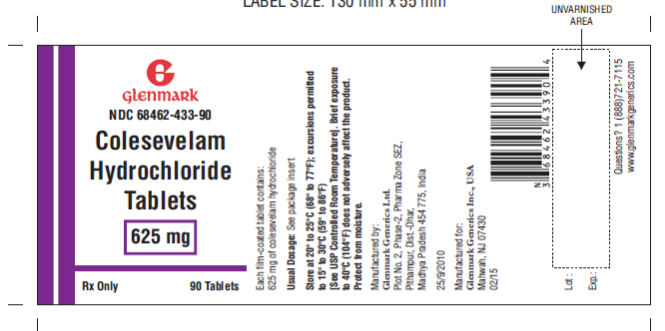 LABEL SIZE: 130 mm x 55 mm
UNVARNISHED
AREA
G
GLENMARK
NDC 68462-433-90
Colesevelam
Hydrochloride
Tablets
625 mg
Rx Only 90 Tablets
Each film-coated tablet contains:
625 mg of colesevelam hydrochloride
Usual Dosage: See package insert
Store at 20° to 25°C (68° to 77°F); excursions permitted
to 15° to 30°C (59° to 86°F)
[See USP Controlled Room Temperature]. Brief exposure
to 40°C (104°F) does not adversely affect the product.
Protect from moisture.
Manufactured by:
Glenmark Generics Ltd.
Plot No. 2, Phase-2, Pharma Zone SEZ,
Pithampur, Dist.-Dhar,
Madhya Pradesh 454 775, India
25/9/2010
Manufactured for:
Glenmark Generics Inc., USA
Mahwah, NJ 07430
02/15
N
3 68462 43390 4
Lot :
Exp.:
Questions? 1 (888)721-7115
www.glenmarkgenerics.com